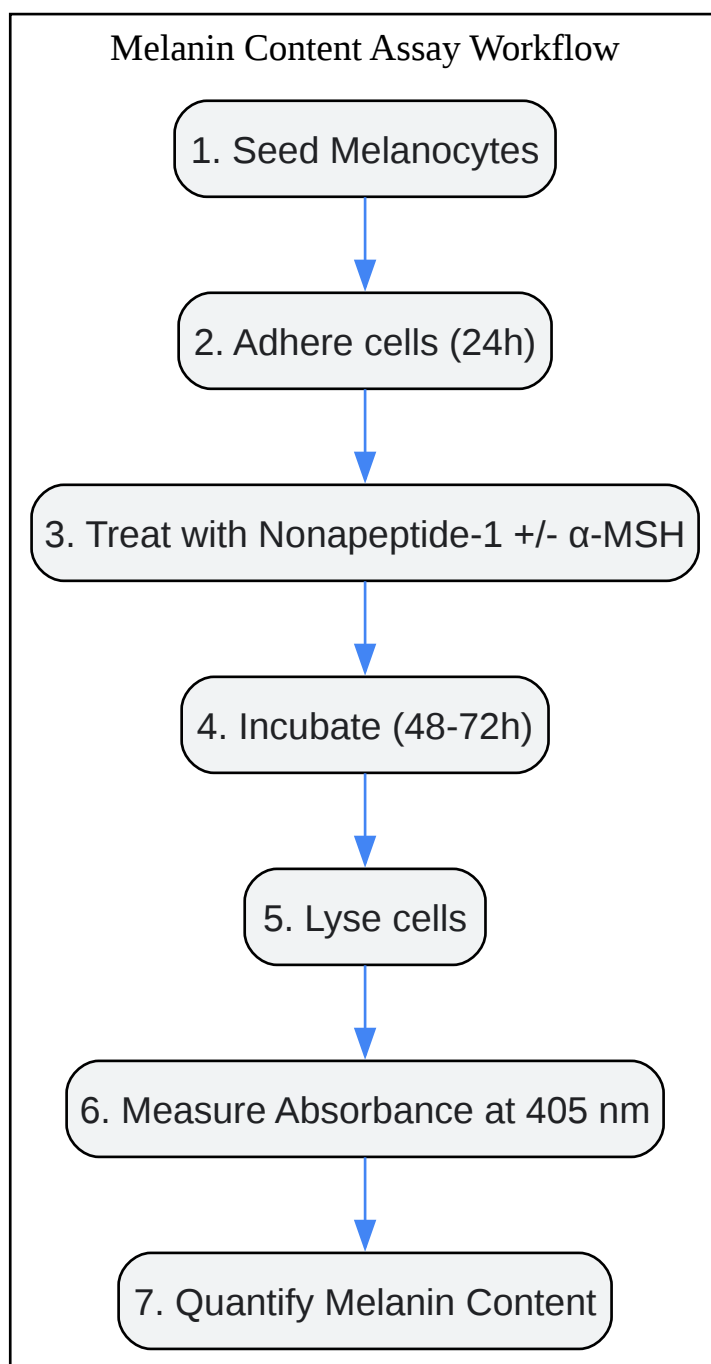 Melanin Content Assay Workflow
1. Seed Melanocytes
2. Adhere cells (24h)
3. Treat with Nonapeptide-1 +/- α-MSH
4. Incubate (48-72h)
5. Lyse cells
6. Measure Absorbance at 405 nm
7. Quantify Melanin Content